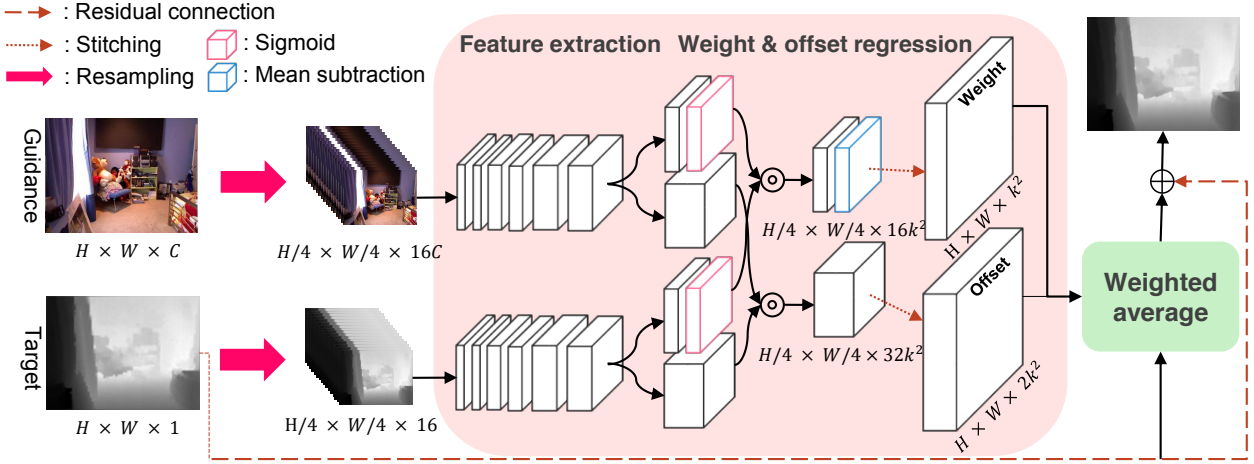 : Residual connection
: Stitching
: Sigmoid
: Resampling
: Mean subtraction
Feature extraction
Weight & offset regression
Guidance
H × W × C
H/4 × W/4 × 16C
H/4 × W/4 × 16k²
Weight
H × W × k²
Target
H × W × 1
H/4 × W/4 × 16
H/4 × W/4 × 32k²
Offset
H × W × 2k²
Weighted
average